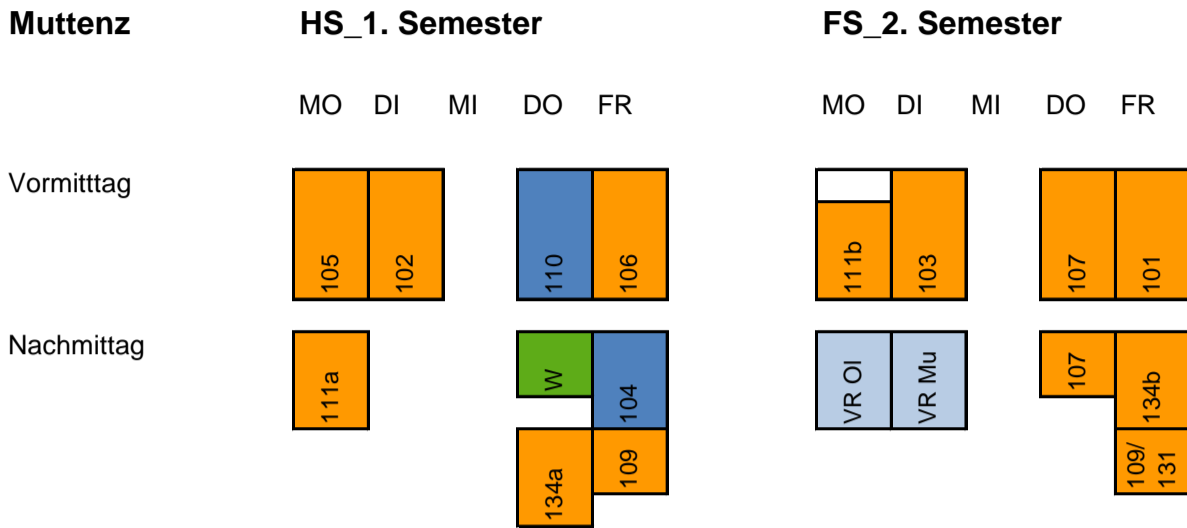 Muttenz HS_1. Semester FS_2. Semester
MO DI MI DO FR MO DI MI DO FR
Vormitttag
105 102 110 106 111b 103 107 101
Nachmittag
111a W 104 VR Ol VR Mu 107 134b
134a 109 109/
131